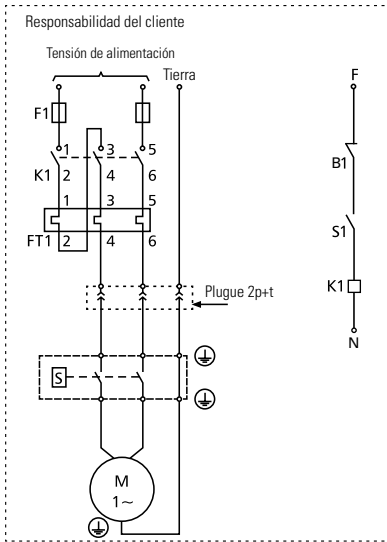 Responsabilidad del cliente
Tensión de alimentación
Tierra
F
F1
1 3 5
B1
K1 2 4 6
1 3 5
S1
FT1 2 4 6
K1
Plugue 2p+t
N
S
M
1~